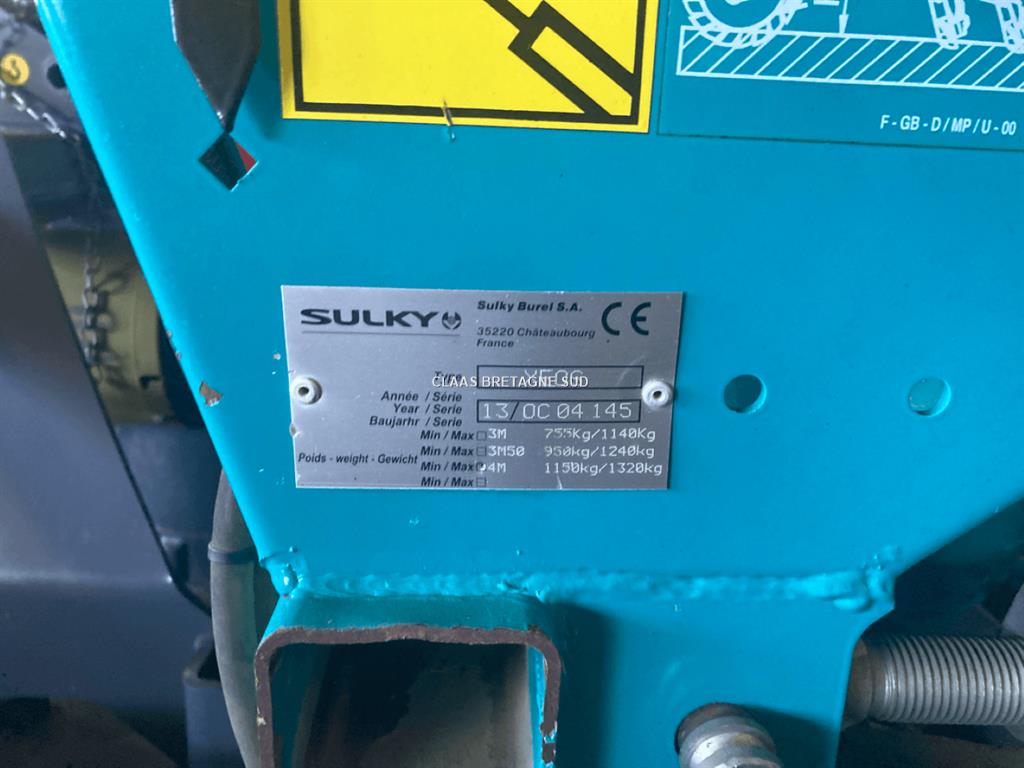 F - GB - D / MP / U - 00
SULKY
Sulky Burel S.A.
35220 Châteaubourg
France
CE
Type
CLAAS BRETAGNE SUD
Année / Série
Year / Serie
Baujarhr / Serie
13/OC 04 145
Min / Max 3M 755Kg/1140Kg
Min / Max 3M50 950kg/1240kg
Poids - weight - Gewicht
Min / Max 4M 1150kg/1320kg
Min / Max